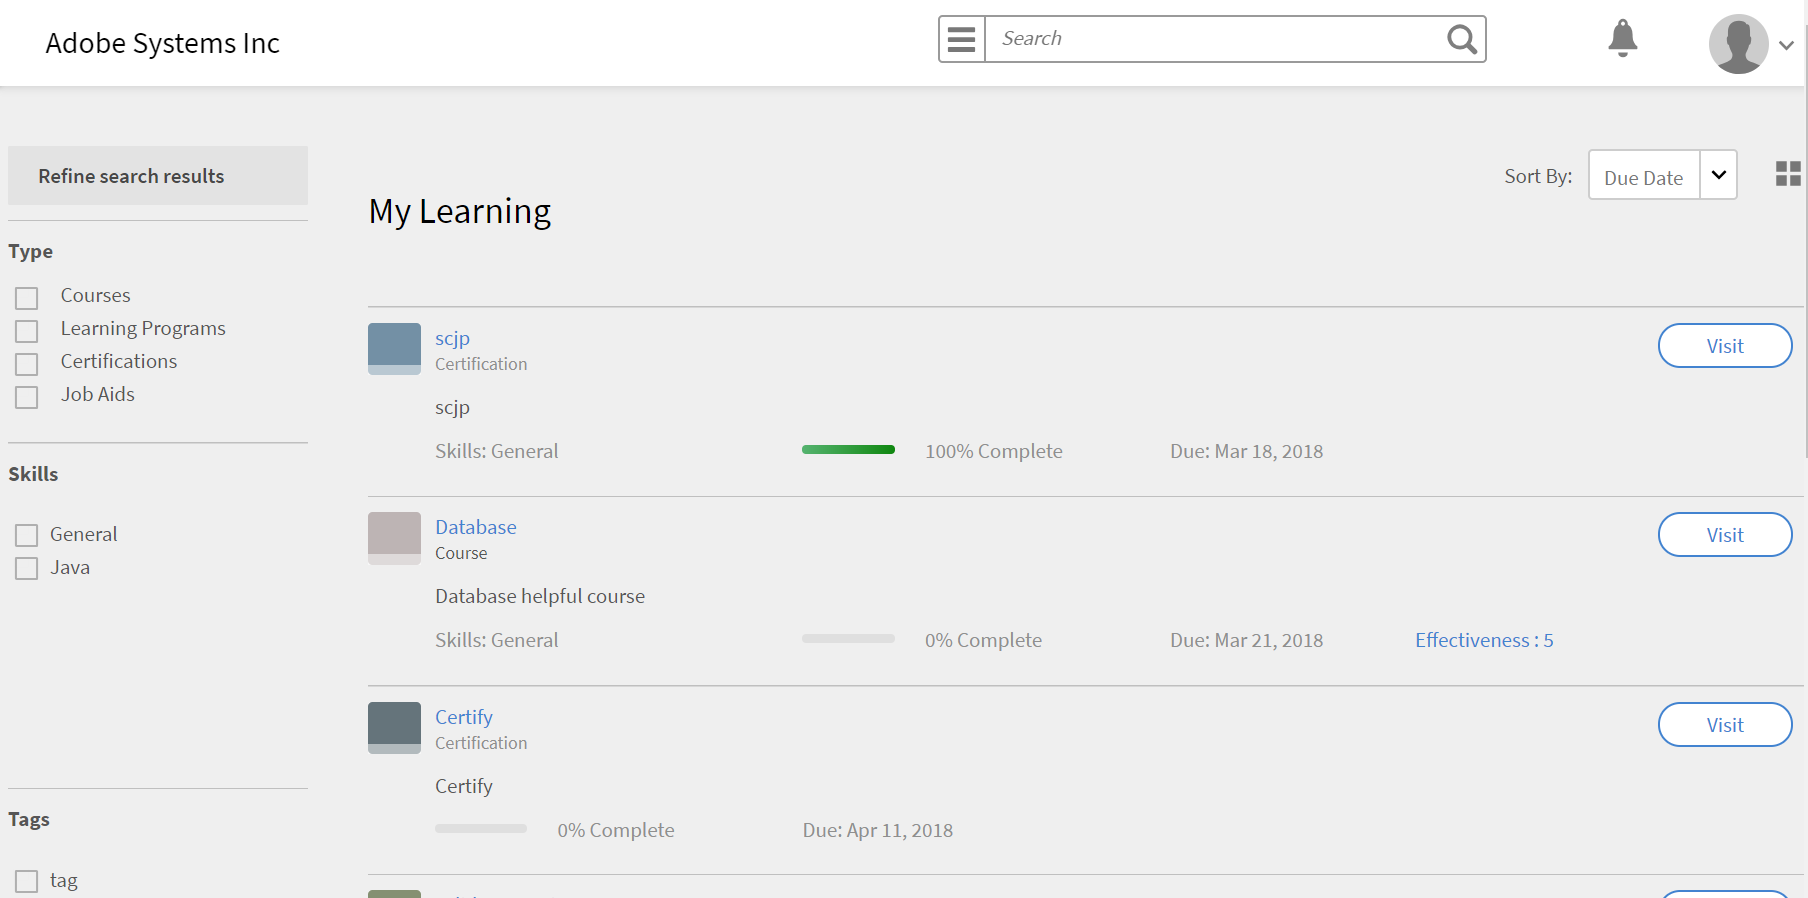 Adobe Systems Inc
Search
Refine search results
Type
Courses
Learning Programs
Certifications
Job Aids
Skills
General
Java
Tags
tag
Sort By: Due Date
My Learning
scjp
Certification
Visit
scjp
Skills: General 100% Complete Due: Mar 18, 2018
Database
Course
Visit
Database helpful course
Skills: General 0% Complete Due: Mar 21, 2018 Effectiveness : 5
Certify
Certification
Visit
Certify
0% Complete Due: Apr 11, 2018